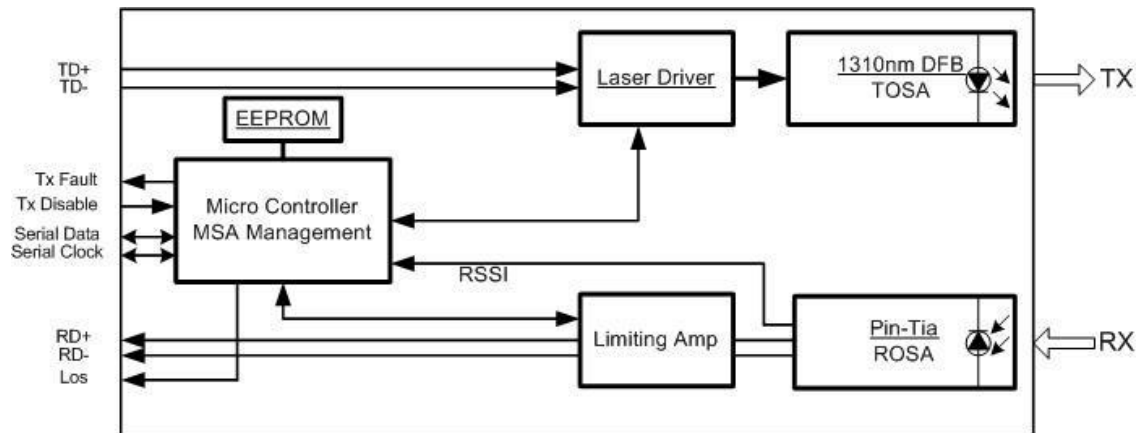 TD+
TD-
Laser Driver
1310nm DFB
TOSA
TX
EEPROM
Tx Fault
Tx Disable
Serial Data
Serial Clock
Micro Controller
MSA Management
RSSI
RD+
RD-
Los
Limiting Amp
Pin-Tia
ROSA
RX